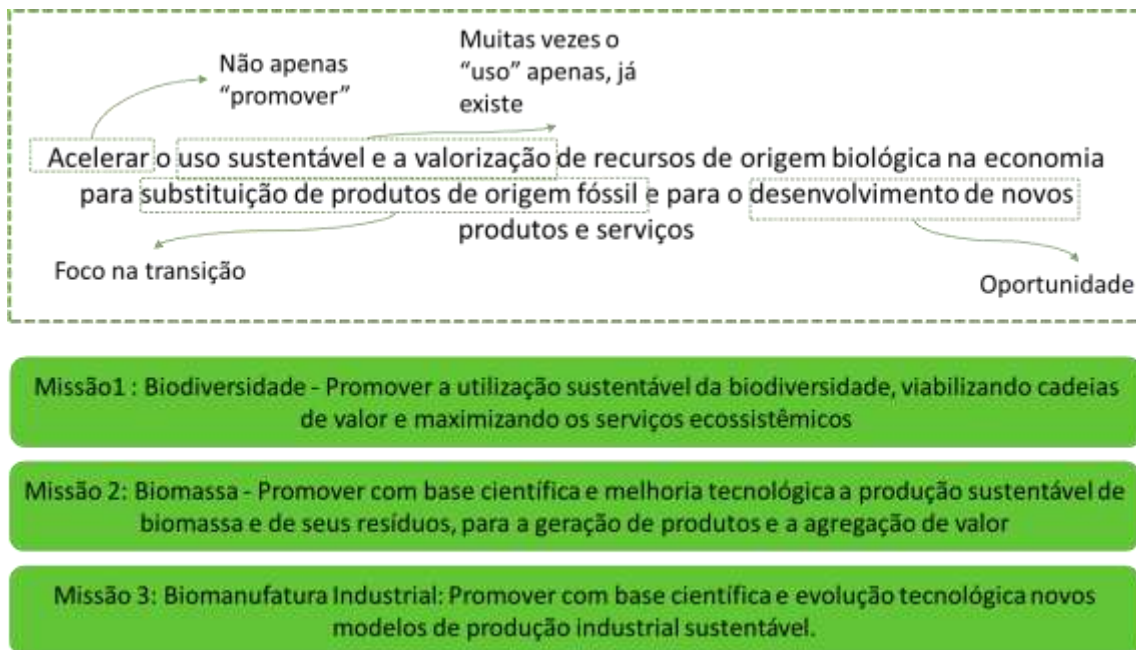 Não apenas
“promover”
Muitas vezes o
“uso” apenas, já
existe
Acelerar o uso sustentável e a valorização de recursos de origem biológica na economia
para substituição de produtos de origem fóssil e para o desenvolvimento de novos
produtos e serviços
Foco na transição
Oportunidade
Missão1 : Biodiversidade - Promover a utilização sustentável da biodiversidade, viabilizando cadeias
de valor e maximizando os serviços ecossistêmicos
Missão 2: Biomassa - Promover com base científica e melhoria tecnológica a produção sustentável de
biomassa e de seus resíduos, para a geração de produtos e a agregação de valor
Missão 3: Biomanufatura Industrial: Promover com base científica e evolução tecnológica novos
modelos de produção industrial sustentável.